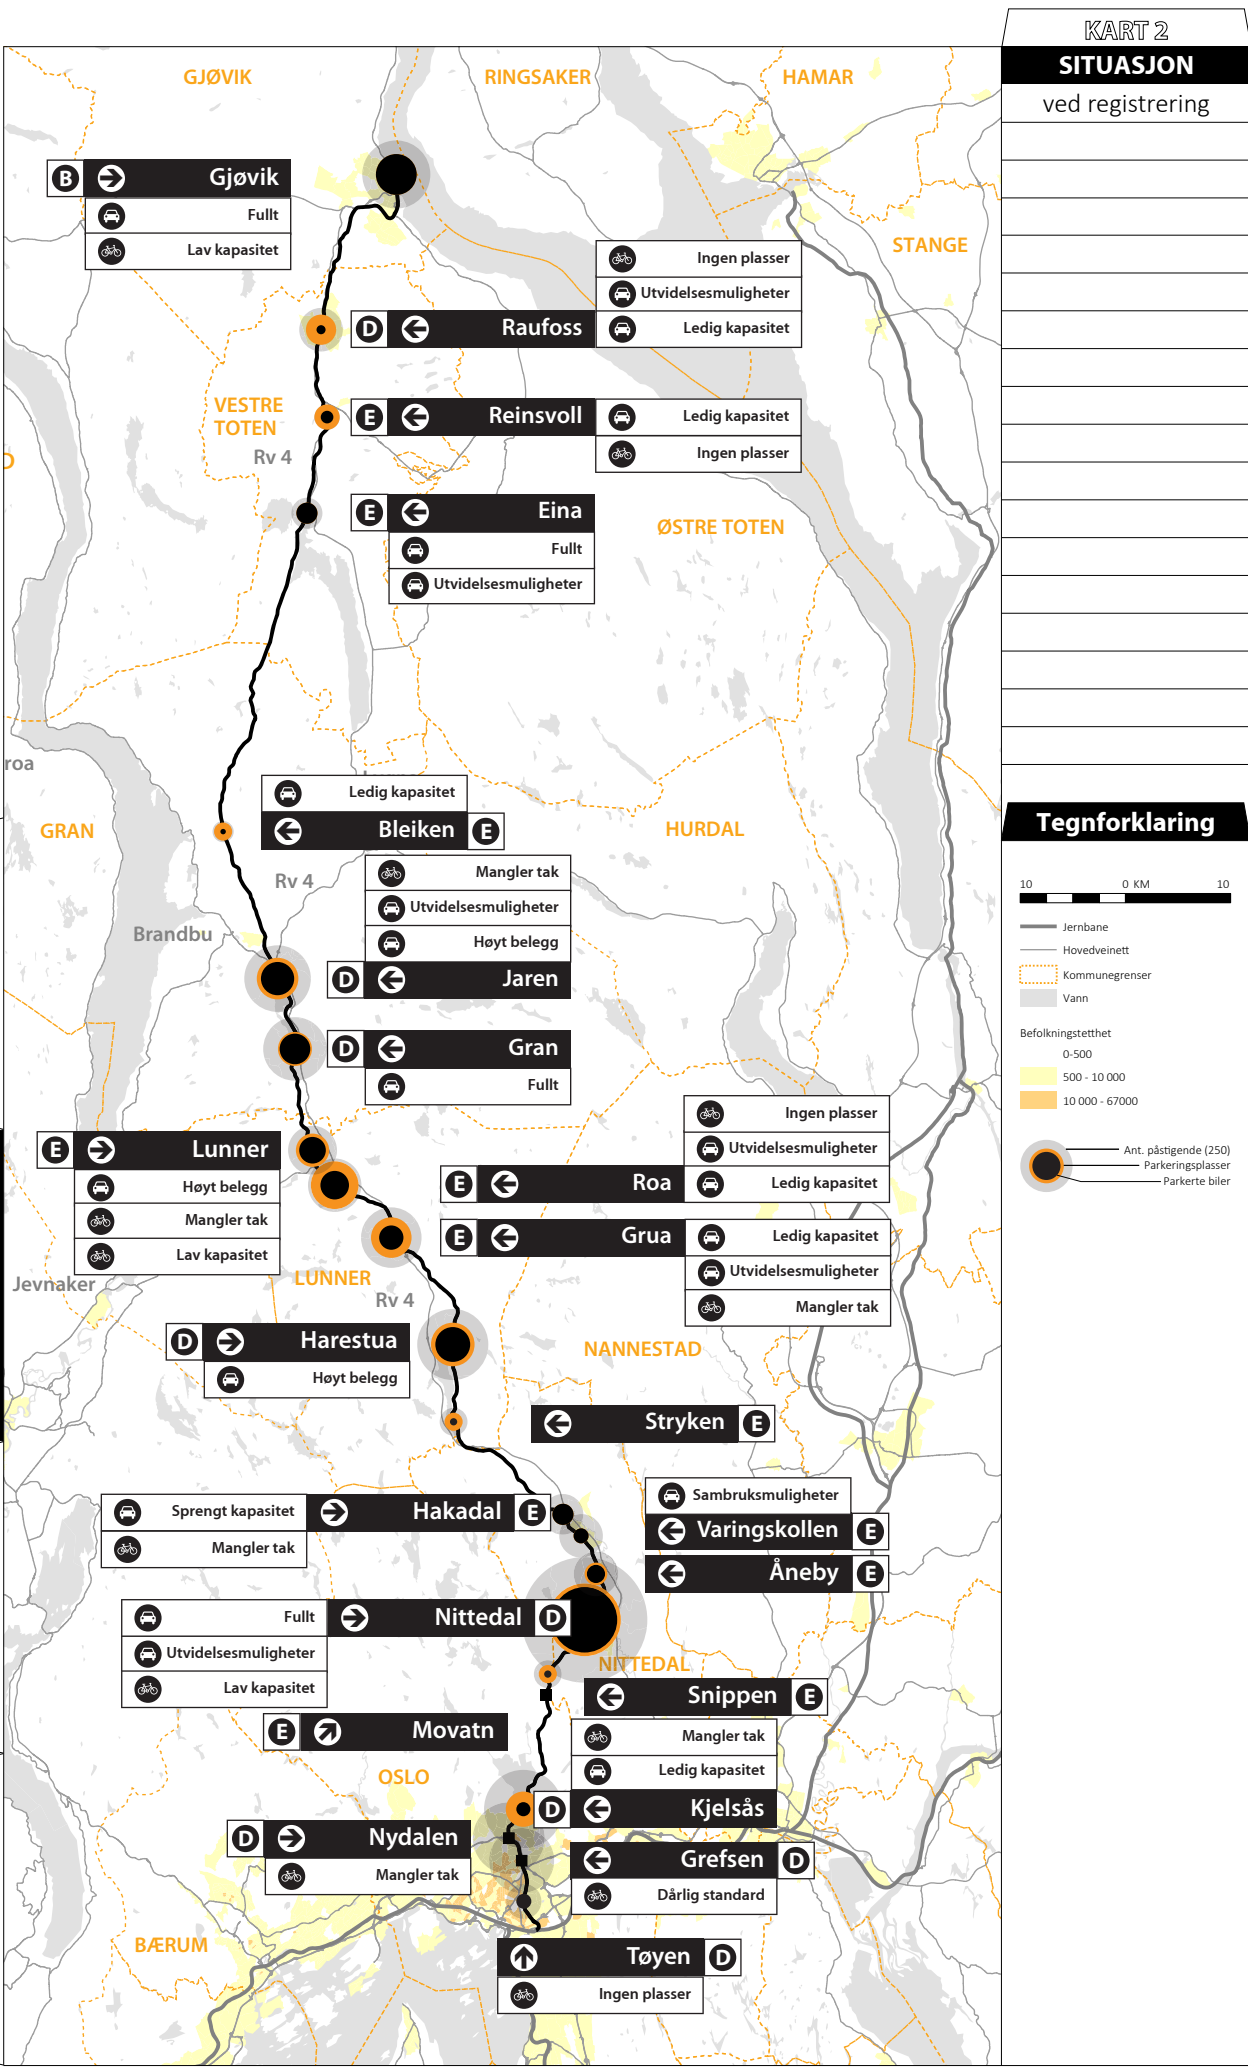 KART 2
SITUASJON
ved registrering
GJØVIK
RINGSAKER
HAMAR
B Gjøvik
Fullt
Lav kapasitet
STANGE
Ingen plasser
Utvidelsesmuligheter
D Raufoss
Ledig kapasitet
VESTRE
TOTEN
E Reinsvoll
Ledig kapasitet
Ingen plasser
Rv 4
D
E Eina
Fullt
Utvidelsesmuligheter
ØSTRE TOTEN
roa
Ledig kapasitet
Bleiken E
GRAN
HURDAL
Rv 4
Mangler tak
Utvidelsesmuligheter
Høyt belegg
D Jaren
Brandbu
D Gran
Fullt
E Lunner
Høyt belegg
Mangler tak
Lav kapasitet
Ingen plasser
Utvidelsesmuligheter
E Roa
Ledig kapasitet
E Grua
Ledig kapasitet
Utvidelsesmuligheter
Mangler tak
Jevnaker
LUNNER
Rv 4
D Harestua
Høyt belegg
NANNESTAD
Stryken E
Sprengt kapasitet
Hakadal E
Mangler tak
Sambruksmuligheter
Varingskollen E
Åneby E
Fullt
Nittedal D
Utvidelsesmuligheter
Lav kapasitet
NITTEDAL
Snippen E
E Movatn
Mangler tak
Ledig kapasitet
D Kjelsås
OSLO
D Nydalen
Mangler tak
Grefsen D
Dårlig standard
BÆRUM
Tøyen D
Ingen plasser
Tegnforklaring
10 0 KM 10
Jernbane
Hovedveinett
Kommunegrenser
Vann
Befolkningstetthet
0-500
500 - 10 000
10 000 - 67000
Ant. påstigende (250)
Parkeringsplasser
Parkerte biler